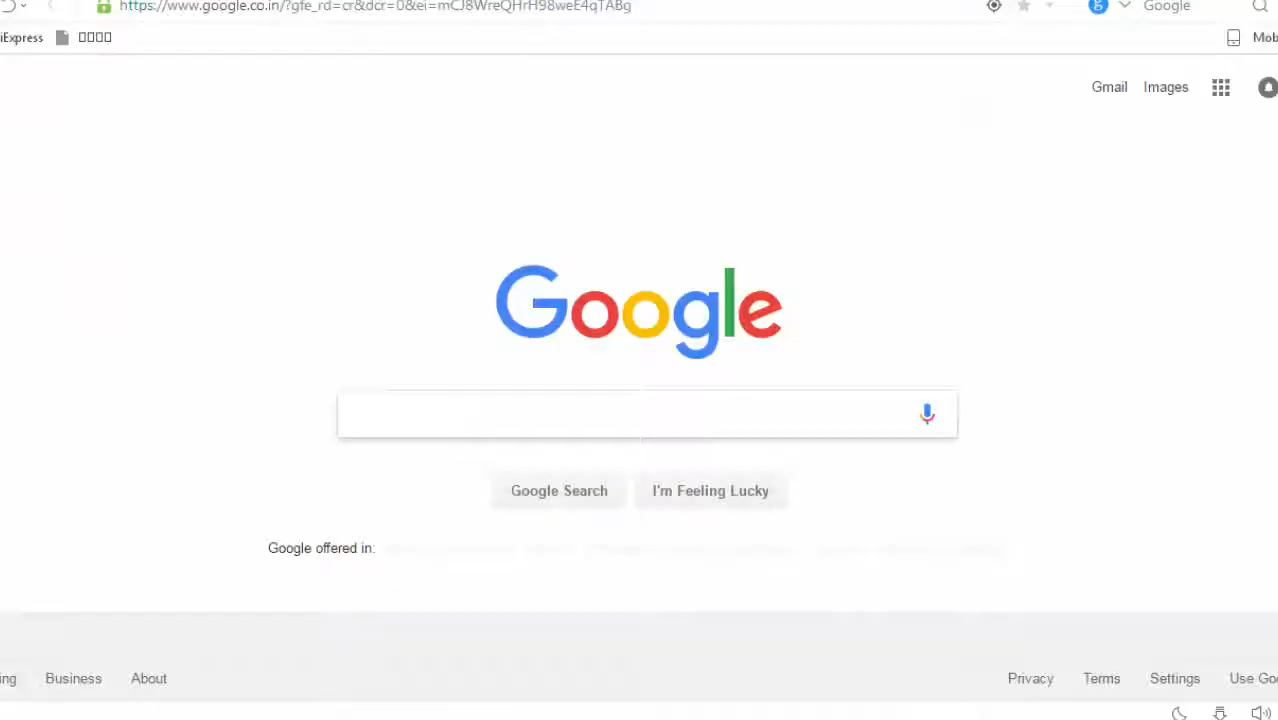 https://www.google.co.in/?gfe_rd=cr&dcr=0&ei=mCJ8WreQHrH98weE4qTABg
Google
iExpress
Mob
Gmail Images
Google
Google Search I'm Feeling Lucky
Google offered in:
ing Business About
Privacy Terms Settings Use Goo